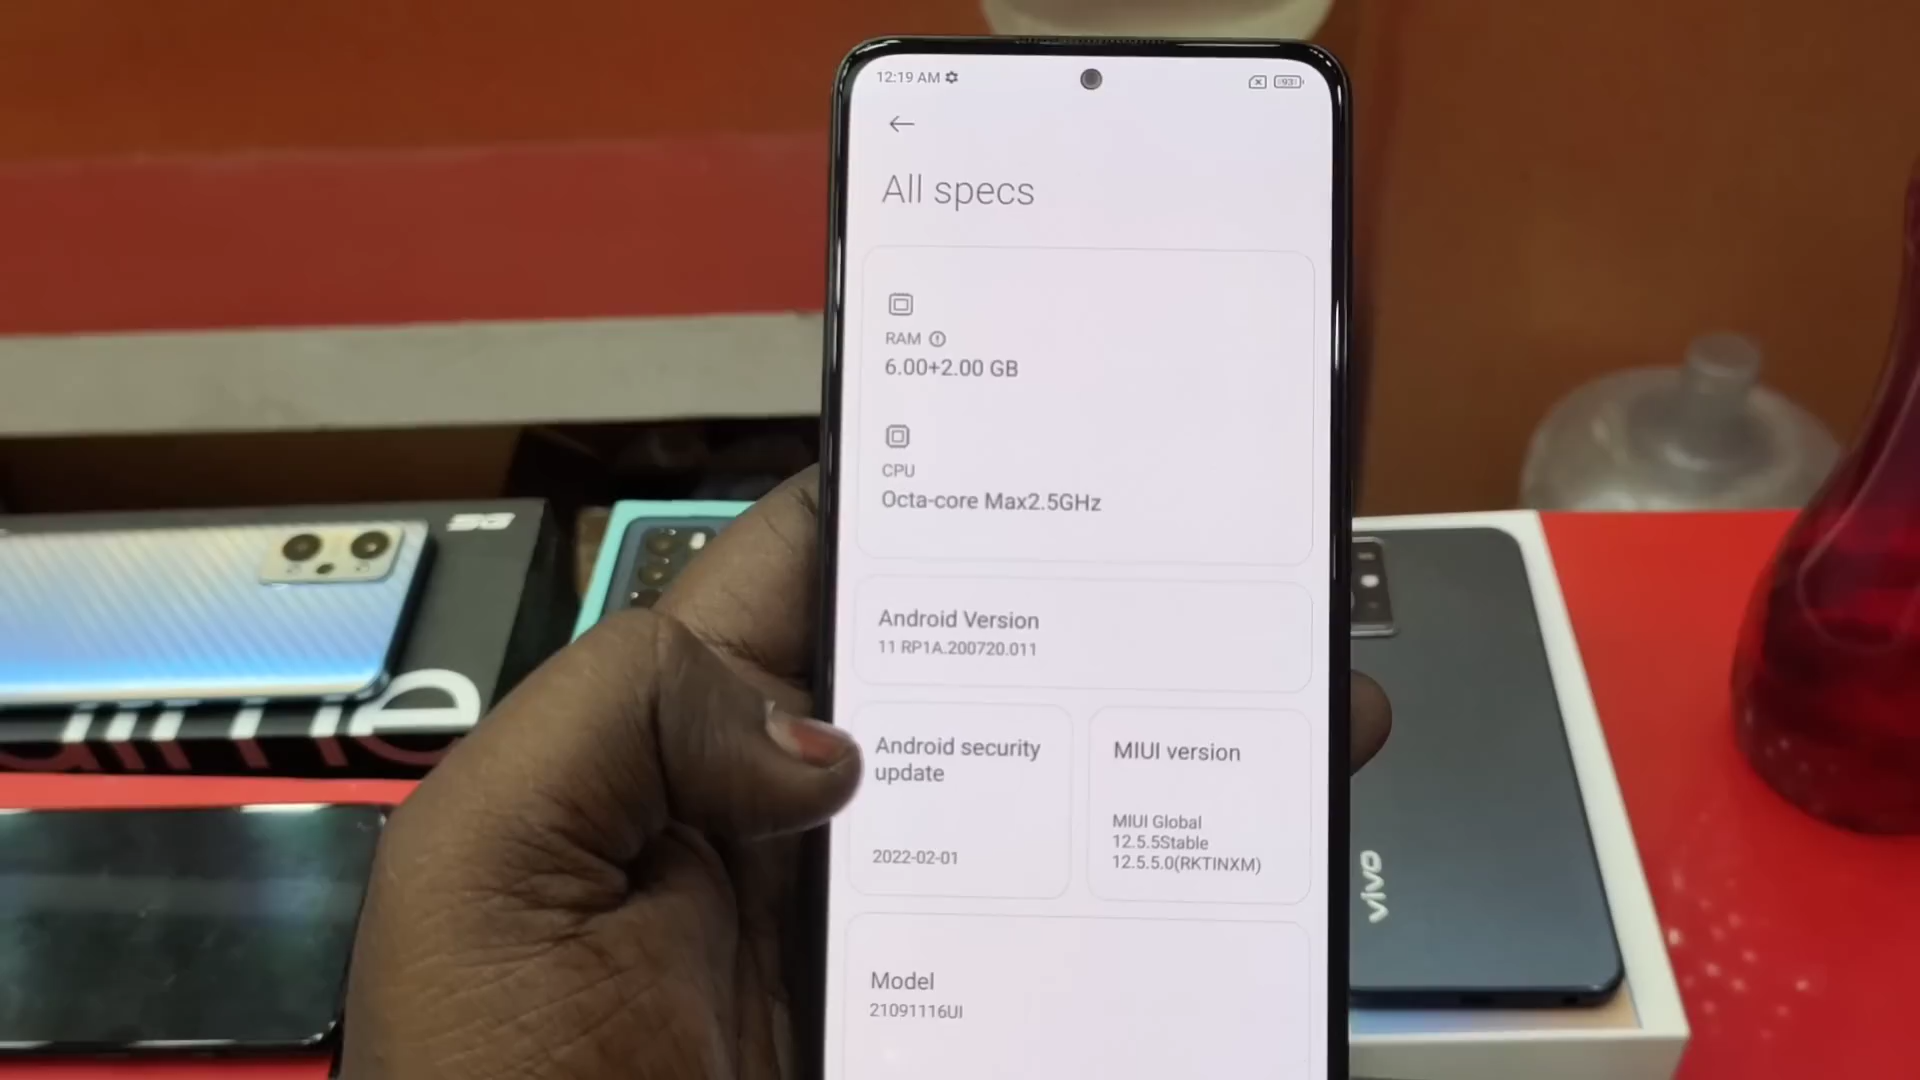 12:19 AM
93
All specs
RAM
6.00+2.00 GB
CPU
Octa-core Max2.5GHz
Android Version
11 RP1A.200720.011
Android security
update
2022-02-01
MIUI version
MIUI Global
12.5.5Stable
12.5.5.0(RKTINXM)
Model
21091116UI
vivo